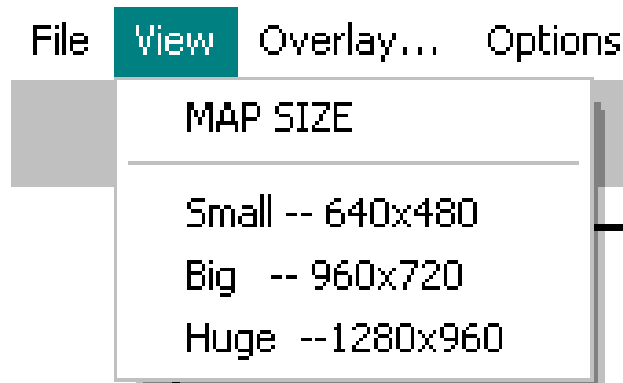 File View Overlay... Options
MAP SIZE
Small -- 640x480
Big -- 960x720
Huge --1280x960